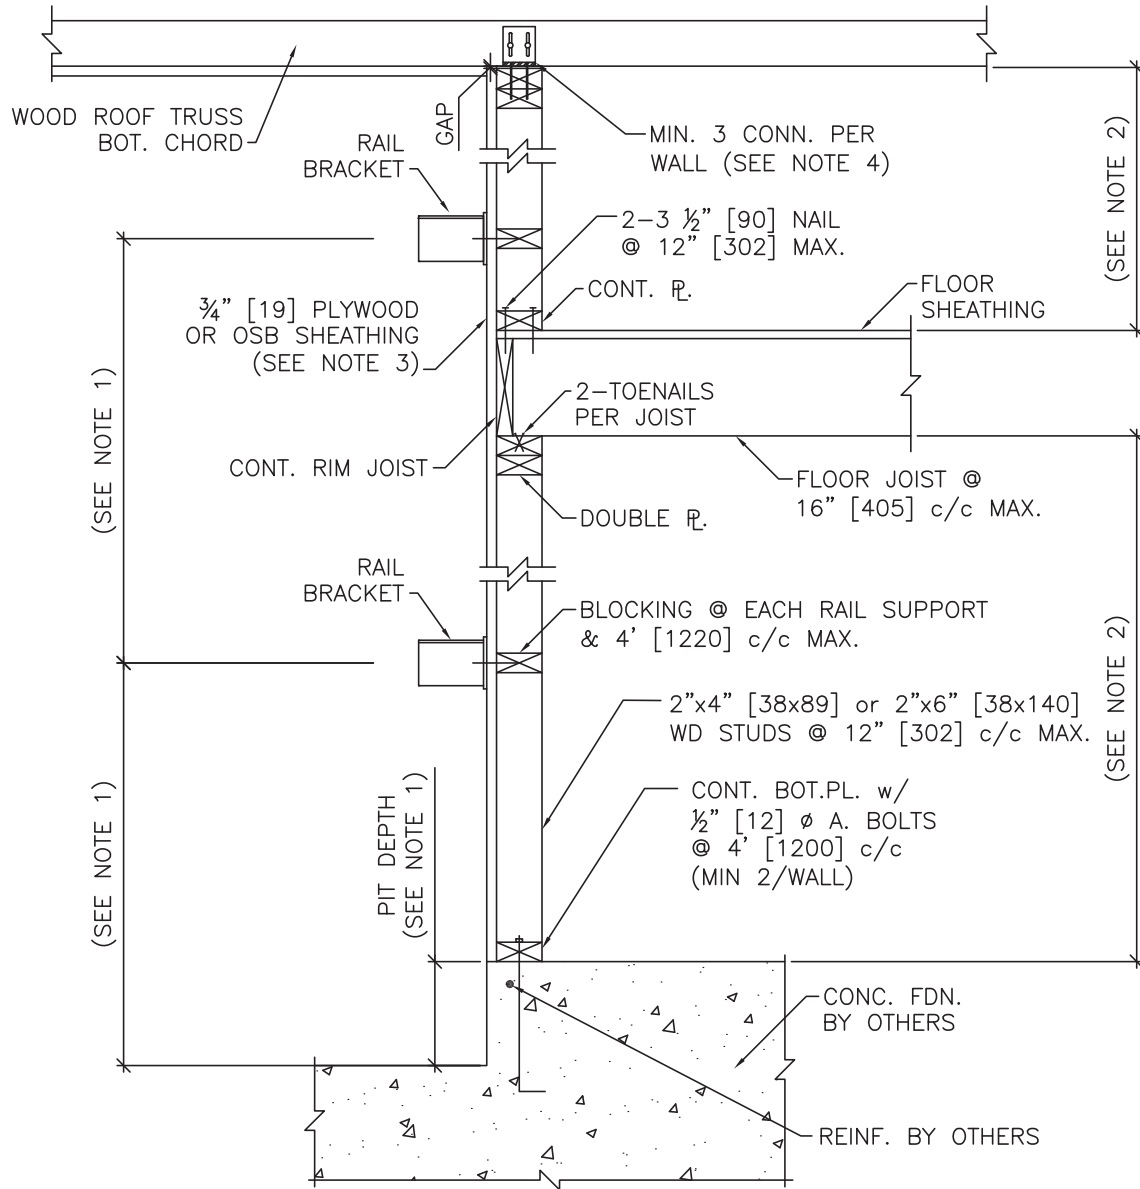 WOOD ROOF TRUSS
BOT. CHORD
GAP
RAIL
BRACKET
MIN. 3 CONN. PER
WALL (SEE NOTE 4)
(SEE NOTE 2)
2-3 ½" [90] NAIL
@ 12" [302] MAX.
CONT. ⅊.
FLOOR
SHEATHING
¾" [19] PLYWOOD
OR OSB SHEATHING
(SEE NOTE 3)
(SEE NOTE 1)
2-TOENAILS
PER JOIST
CONT. RIM JOIST
FLOOR JOIST @
16" [405] c/c MAX.
DOUBLE ⅊.
RAIL
BRACKET
BLOCKING @ EACH RAIL SUPPORT
& 4' [1220] c/c MAX.
(SEE NOTE 2)
2"x4" [38x89] or 2"x6" [38x140]
WD STUDS @ 12" [302] c/c MAX.
(SEE NOTE 1)
PIT DEPTH
(SEE NOTE 1)
CONT. BOT.PL. w/
½" [12] ø A. BOLTS
@ 4' [1200] c/c
(MIN 2/WALL)
CONC. FDN.
BY OTHERS
REINF. BY OTHERS